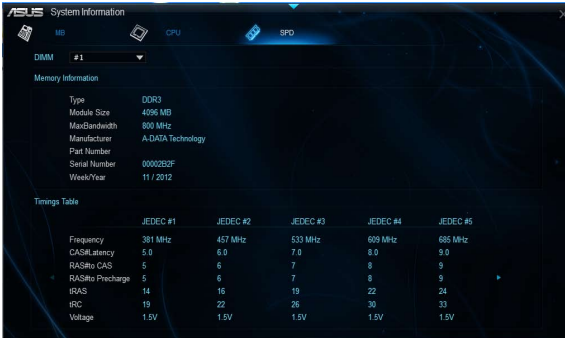 ASUS System Information
MB CPU SPD
DIMM #1
Memory Information
Type DDR3
Module Size 4096 MB
MaxBandwidth 800 MHz
Manufacturer A-DATA Technology
Part Number
Serial Number 00002B2F
Week/Year 11 / 2012
Timings Table
JEDEC #1 JEDEC #2 JEDEC #3 JEDEC #4 JEDEC #5
Frequency 381 MHz 457 MHz 533 MHz 609 MHz 685 MHz
CAS#Latency 5.0 6.0 7.0 8.0 9.0
RAS#to CAS 5 6 7 8 9
RAS#to Precharge 5 6 7 8 9
tRAS 14 16 19 22 24
tRC 19 22 26 30 33
Voltage 1.5V 1.5V 1.5V 1.5V 1.5V